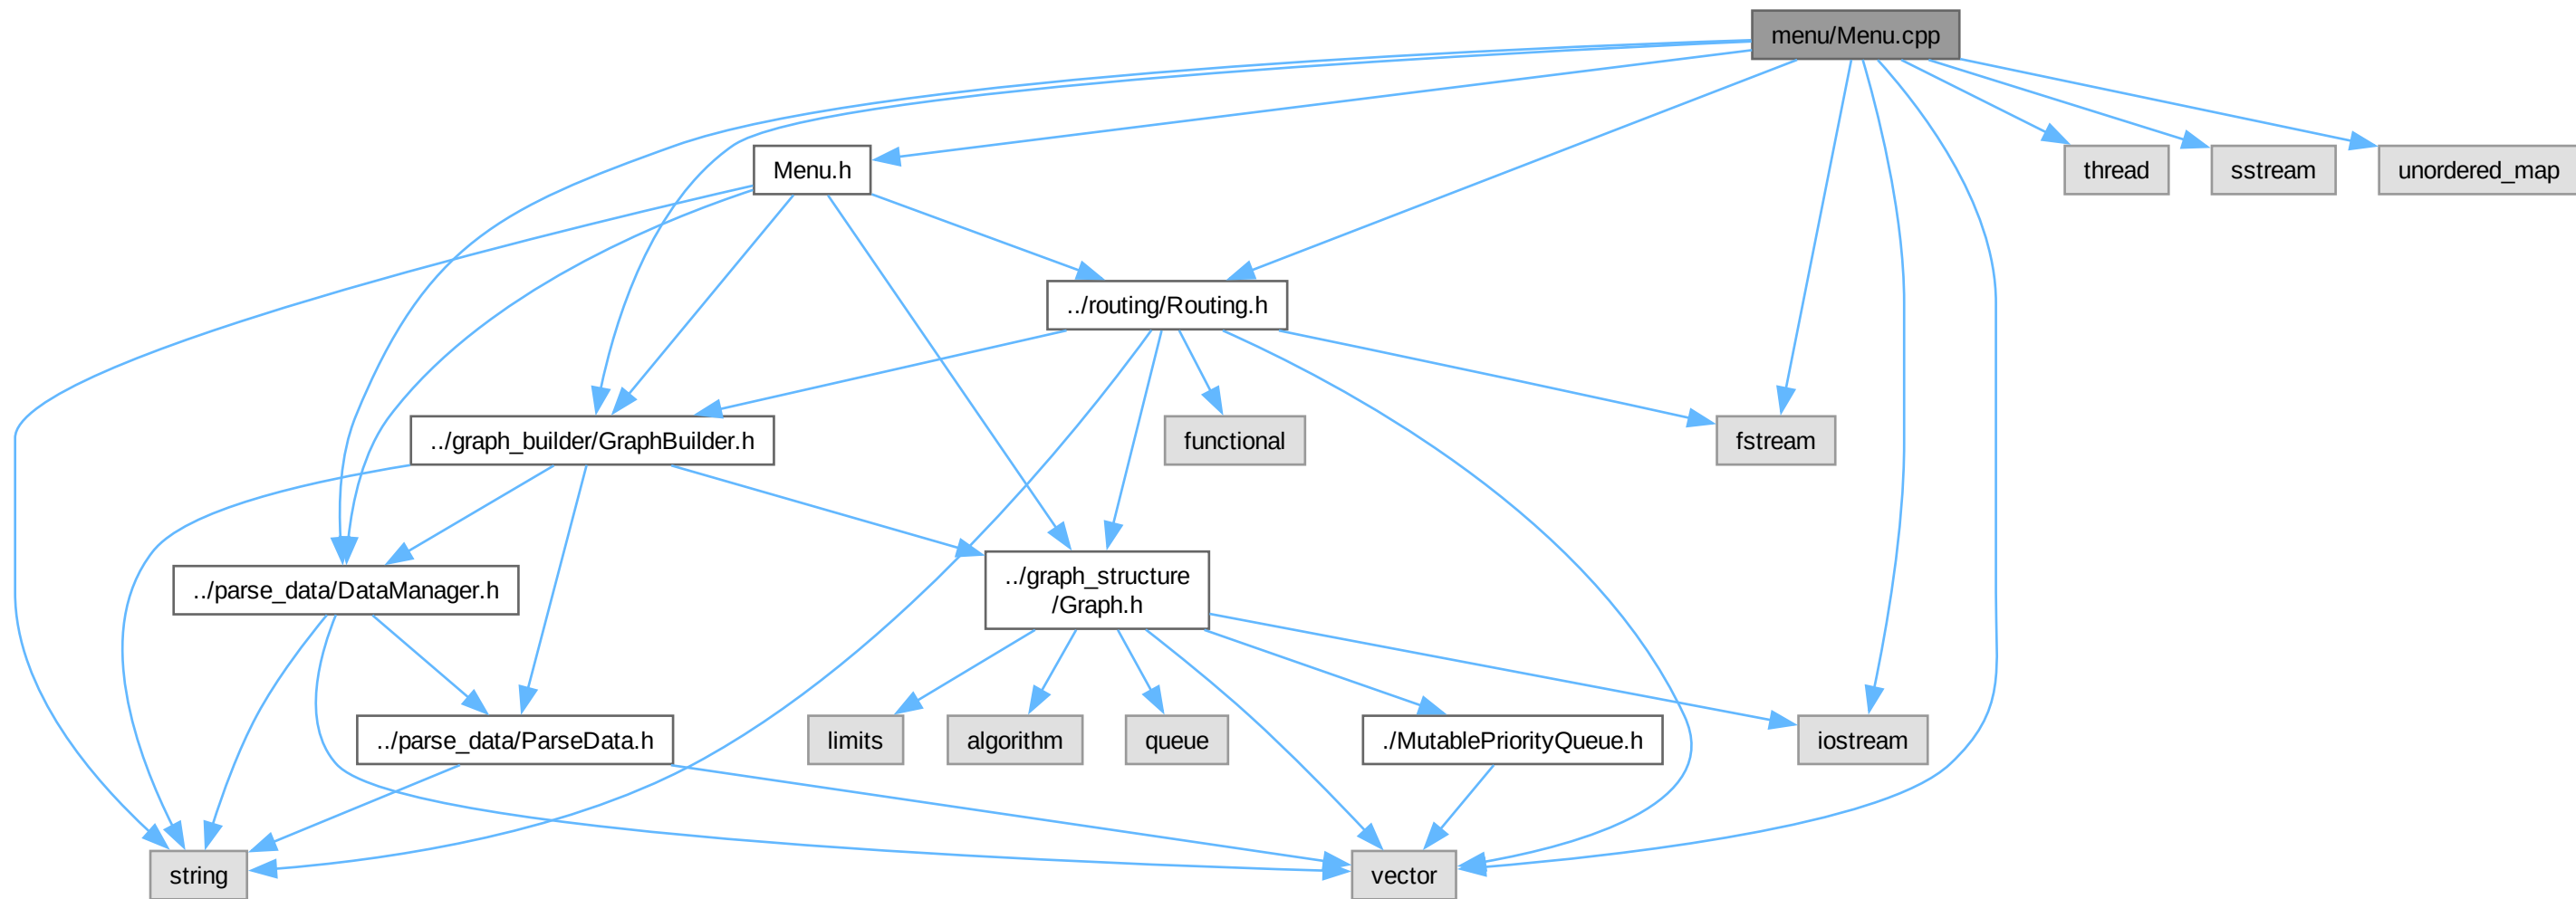 menu/Menu.cpp
Menu.h
thread
sstream
unordered_map
../routing/Routing.h
../graph_builder/GraphBuilder.h
functional
fstream
../parse_data/DataManager.h
../graph_structure
/Graph.h
../parse_data/ParseData.h
limits
algorithm
queue
./MutablePriorityQueue.h
iostream
string
vector